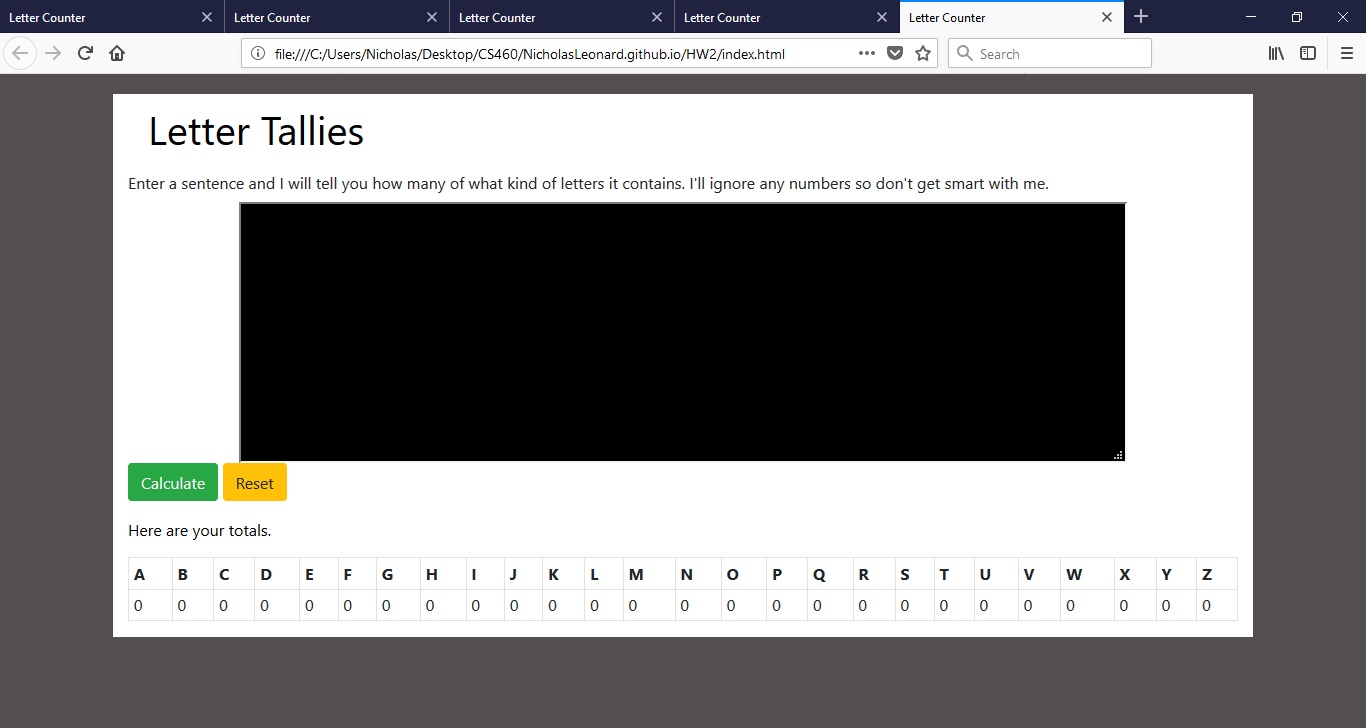 Letter Counter Letter Counter Letter Counter Letter Counter Letter Counter
file:///C:/Users/Nicholas/Desktop/CS460/NicholasLeonard.github.io/HW2/index.html Search
Letter Tallies
Enter a sentence and I will tell you how many of what kind of letters it contains. I'll ignore any numbers so don't get smart with me.
Calculate Reset
Here are your totals.
A B C D E F G H I J K L M N O P Q R S T U V W X Y Z
0 0 0 0 0 0 0 0 0 0 0 0 0 0 0 0 0 0 0 0 0 0 0 0 0 0